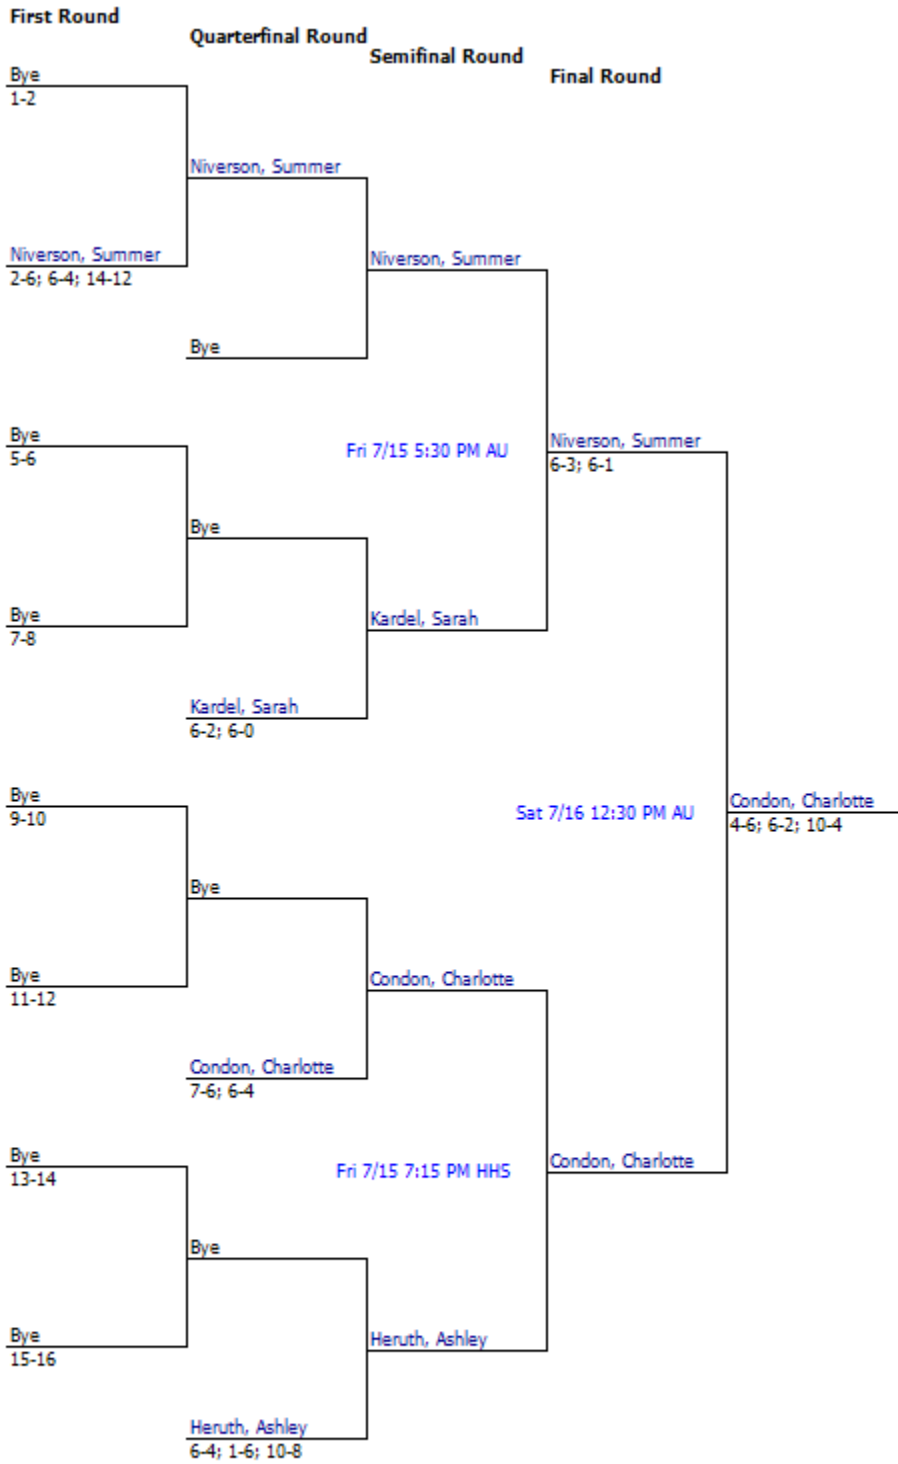 First Round
Quarterfinal Round
Semifinal Round
Final Round
Bye
1-2
Niverson, Summer
Niverson, Summer
2-6; 6-4; 14-12
Niverson, Summer
Bye
Bye
5-6
Fri 7/15 5:30 PM AU
Niverson, Summer
6-3; 6-1
Bye
Bye
7-8
Kardel, Sarah
Kardel, Sarah
6-2; 6-0
Bye
9-10
Sat 7/16 12:30 PM AU
Condon, Charlotte
4-6; 6-2; 10-4
Bye
Bye
11-12
Condon, Charlotte
Condon, Charlotte
7-6; 6-4
Bye
13-14
Fri 7/15 7:15 PM HHS
Condon, Charlotte
Bye
Bye
15-16
Heruth, Ashley
Heruth, Ashley
6-4; 1-6; 10-8